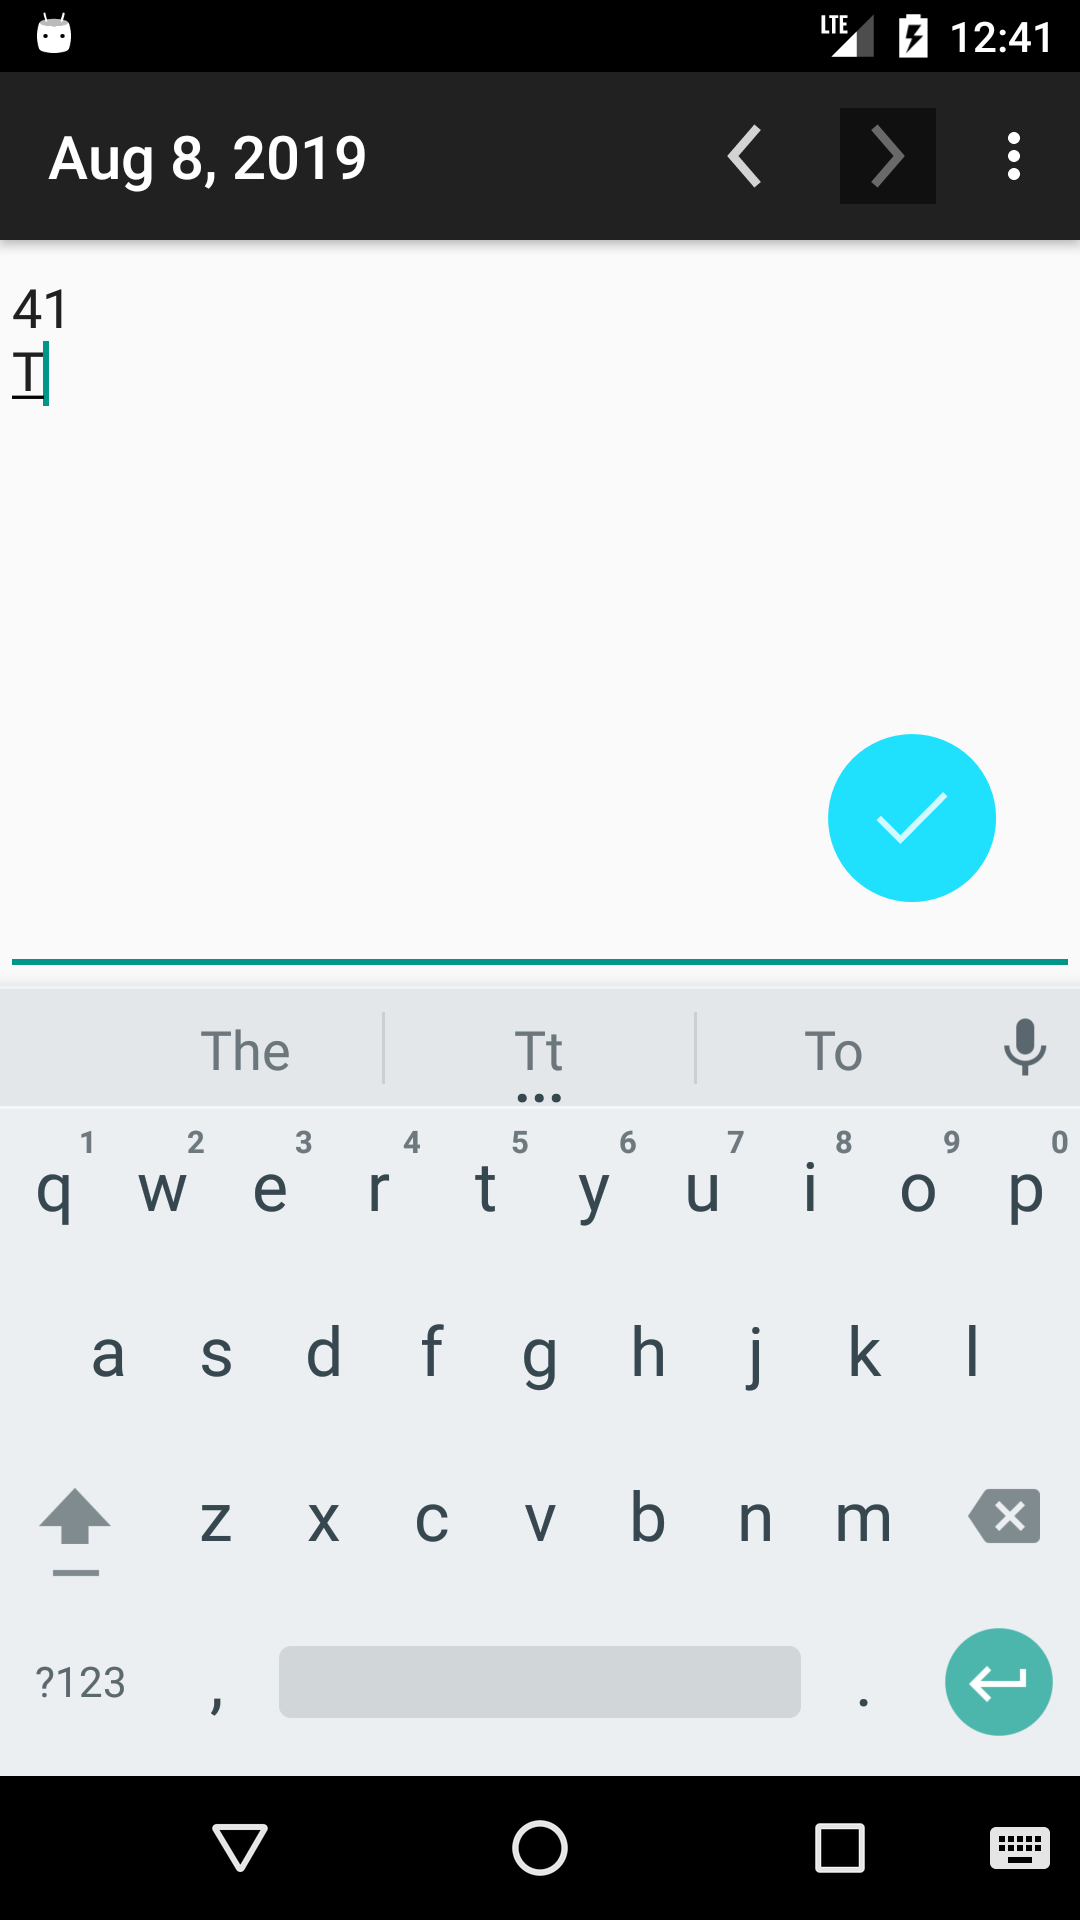 LTE 12:41
Aug 8, 2019
41
T
The Tt To
1 2 3 4 5 6 7 8 9 0
q w e r t y u i o p
a s d f g h j k l
z x c v b n m
?123 , .